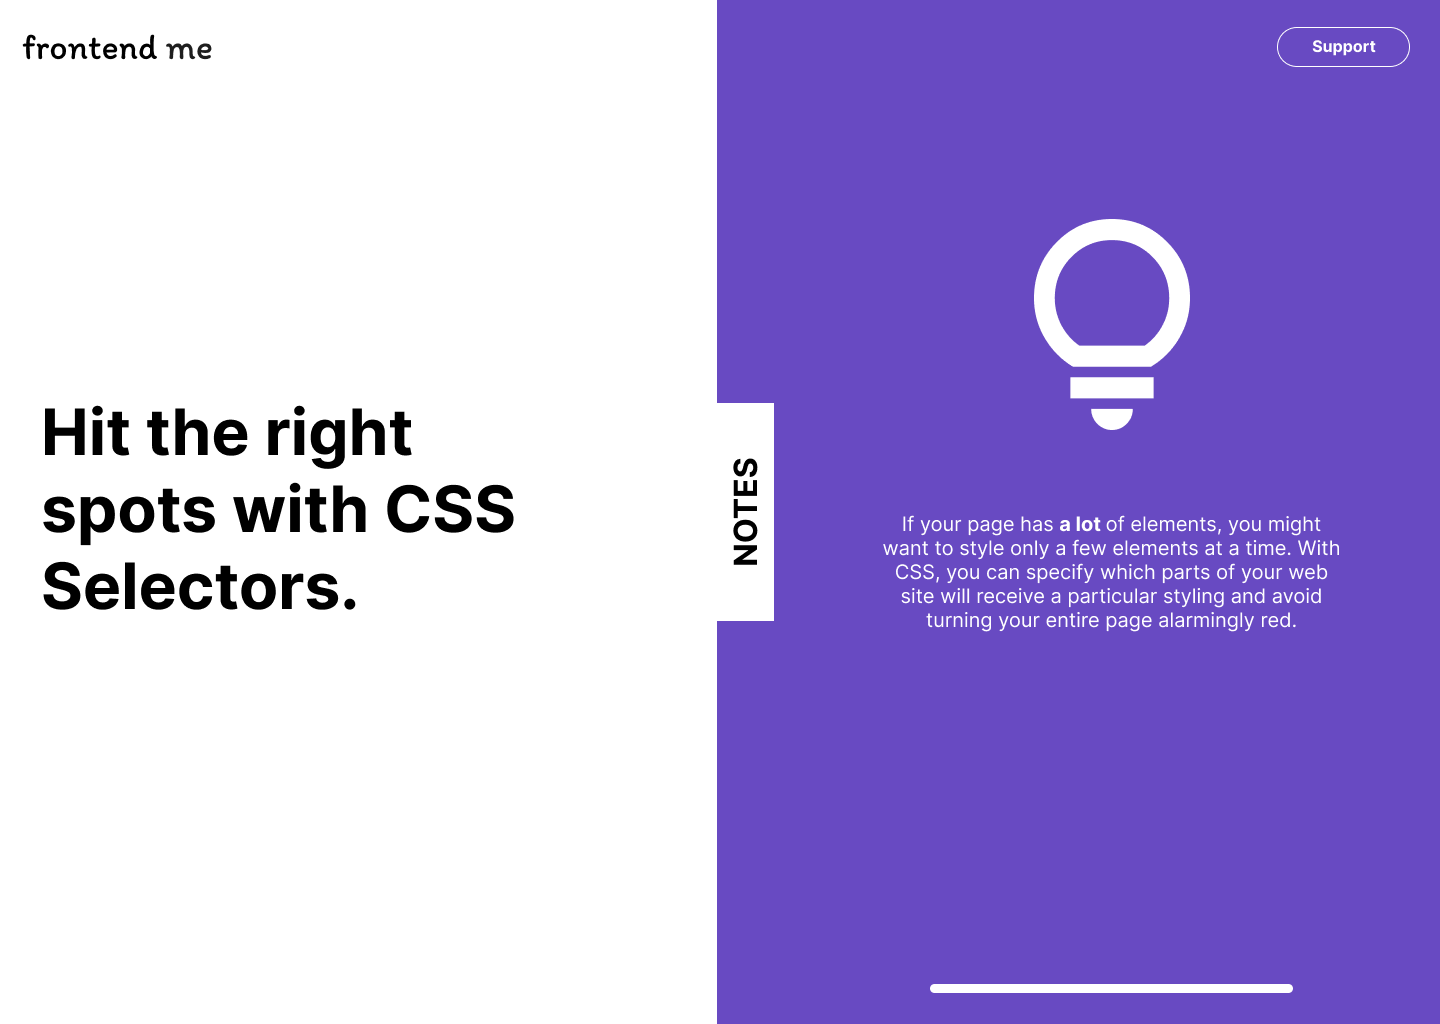 frontend me
Support
Hit the right
spots with CSS
Selectors.
NOTES
If your page has a lot of elements, you might
want to style only a few elements at a time. With
CSS, you can specify which parts of your web
site will receive a particular styling and avoid
turning your entire page alarmingly red.